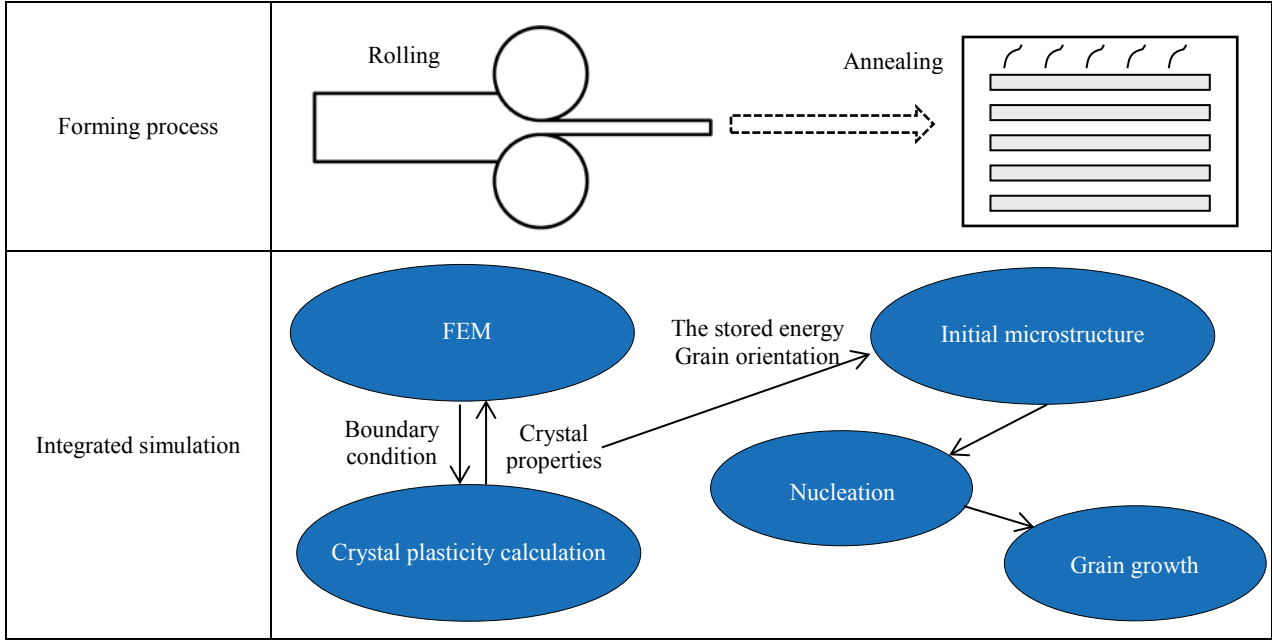 Forming process
Rolling
Annealing
Integrated simulation
FEM
Boundary
condition
Crystal
properties
Crystal plasticity calculation
The stored energy
Grain orientation
Initial microstructure
Nucleation
Grain growth